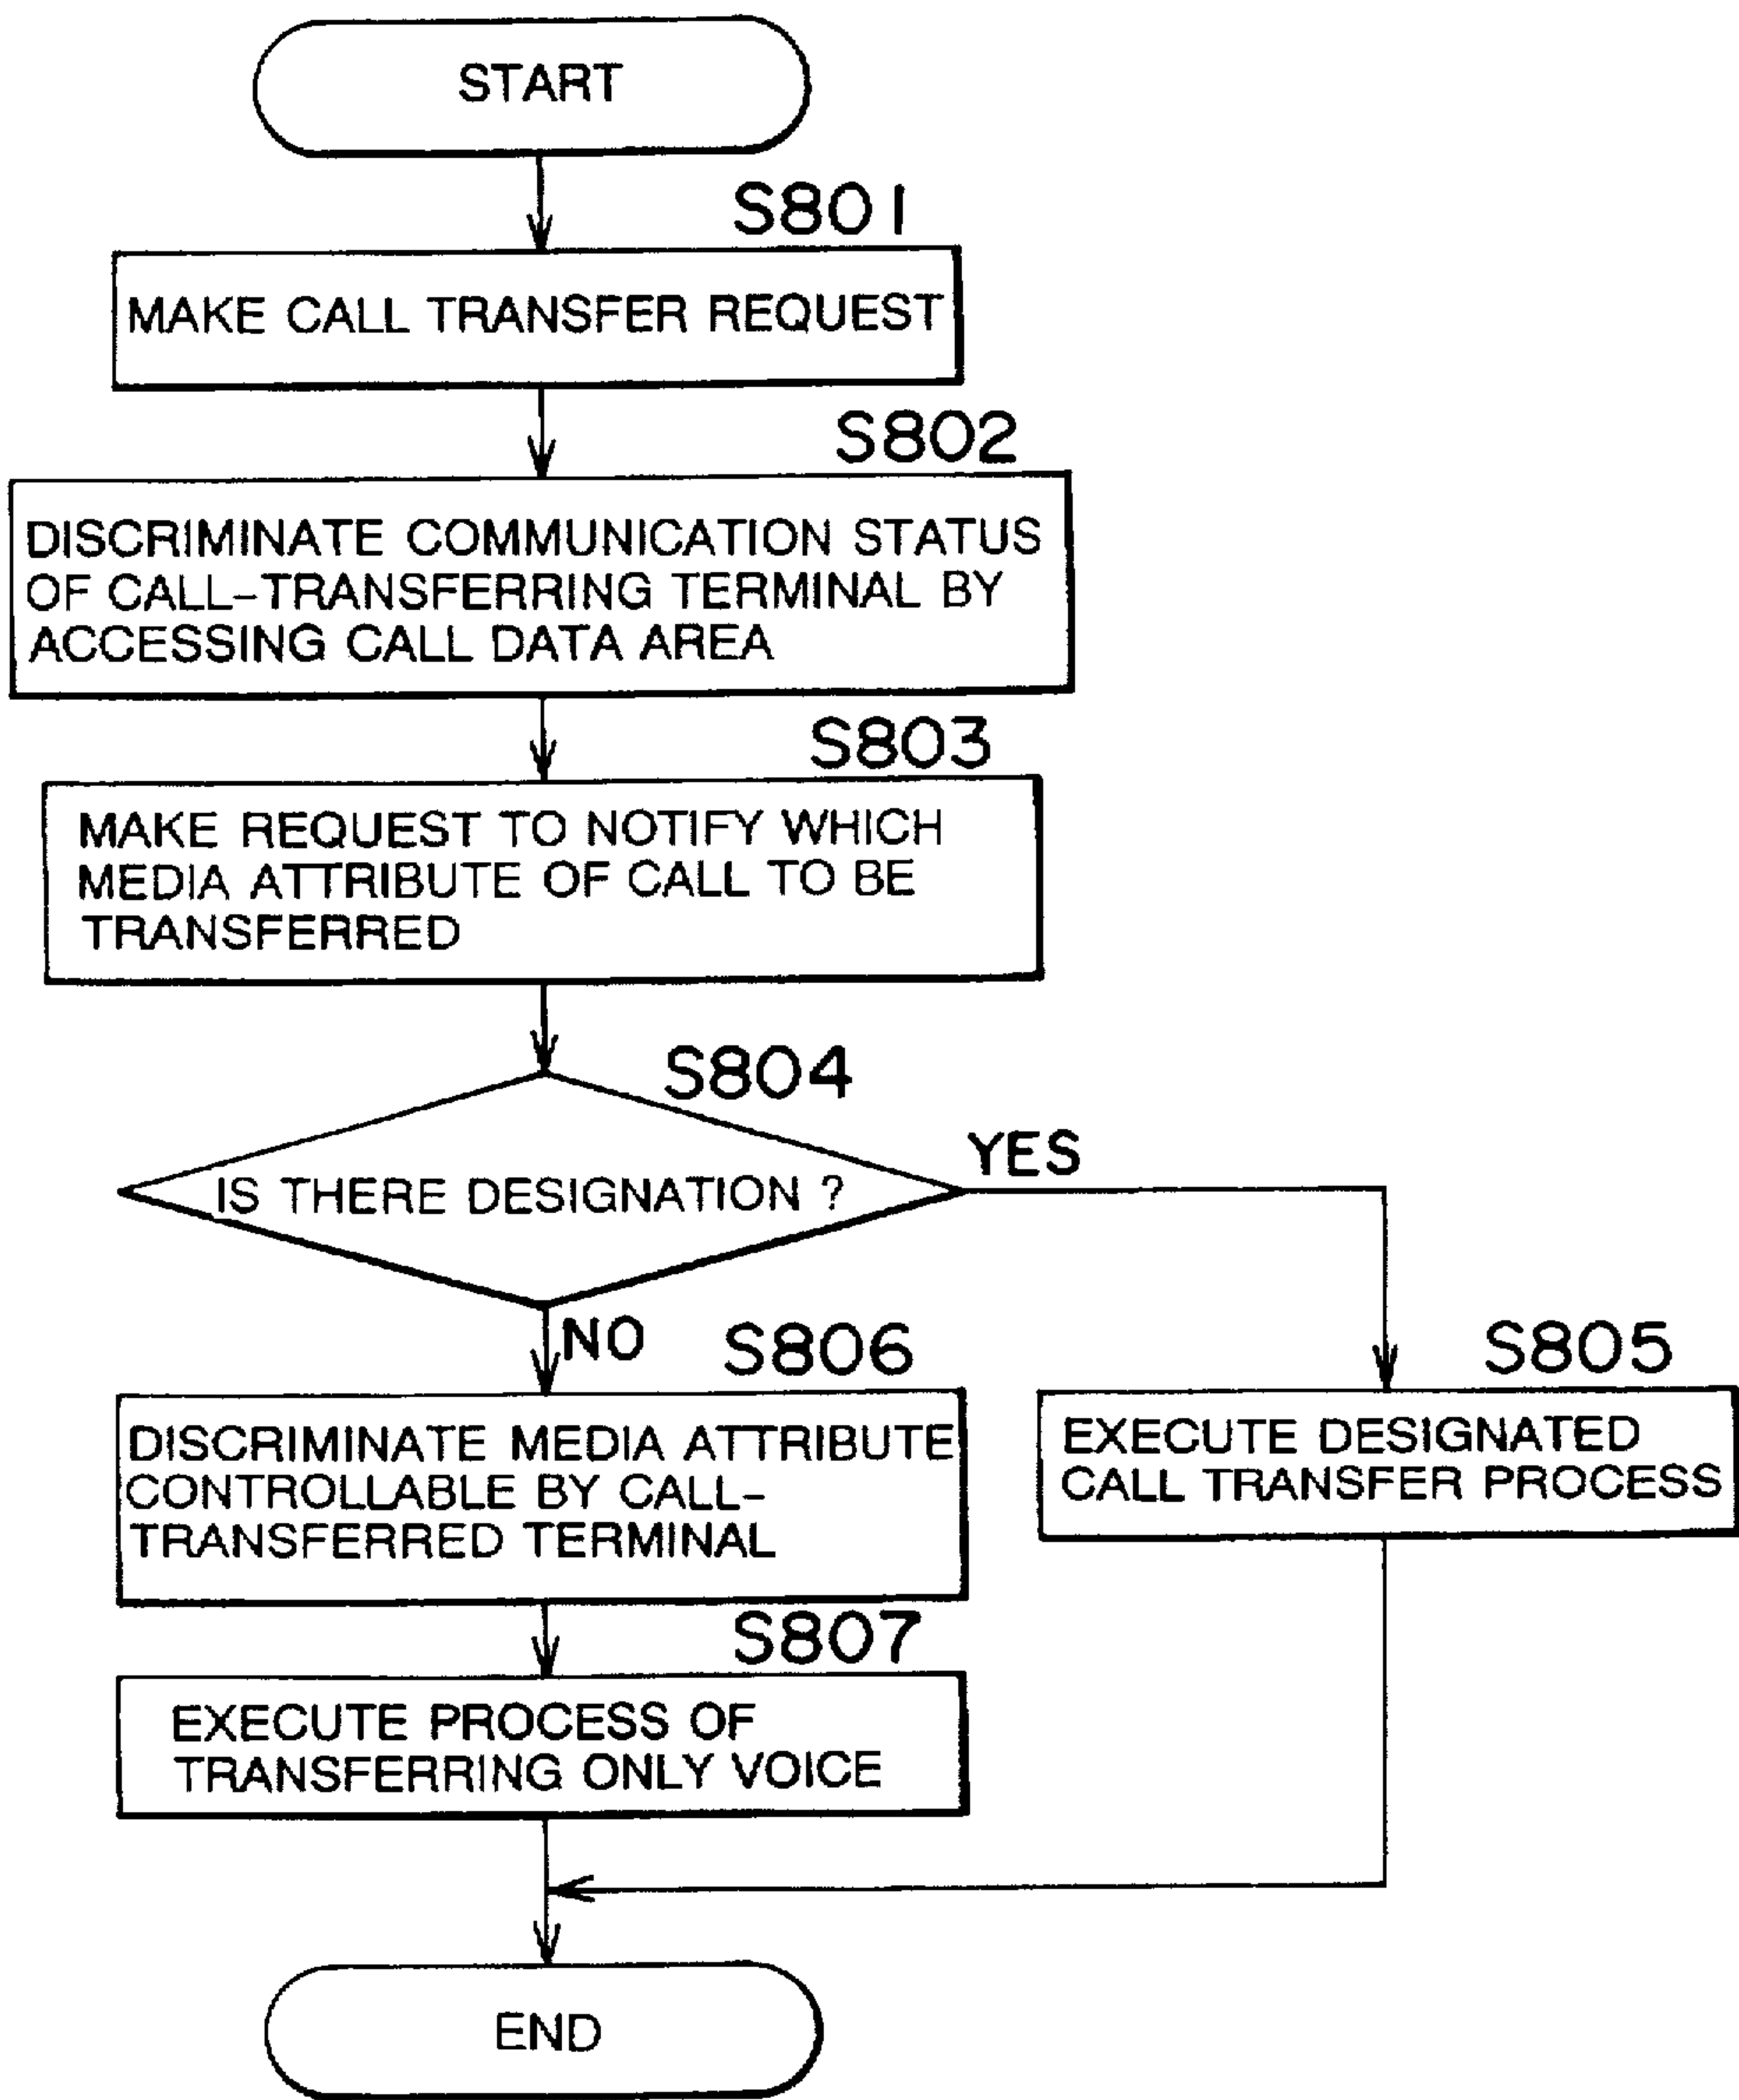 START
S801
MAKE CALL TRANSFER REQUEST
S802
DISCRIMINATE COMMUNICATION STATUS
OF CALL-TRANSFERRING TERMINAL BY
ACCESSING CALL DATA AREA
S803
MAKE REQUEST TO NOTIFY WHICH
MEDIA ATTRIBUTE OF CALL TO BE
TRANSFERRED
S804
IS THERE DESIGNATION ?
YES
NO
S806
DISCRIMINATE MEDIA ATTRIBUTE
CONTROLLABLE BY CALL-
TRANSFERRED TERMINAL
S805
EXECUTE DESIGNATED
CALL TRANSFER PROCESS
S807
EXECUTE PROCESS OF
TRANSFERRING ONLY VOICE
END